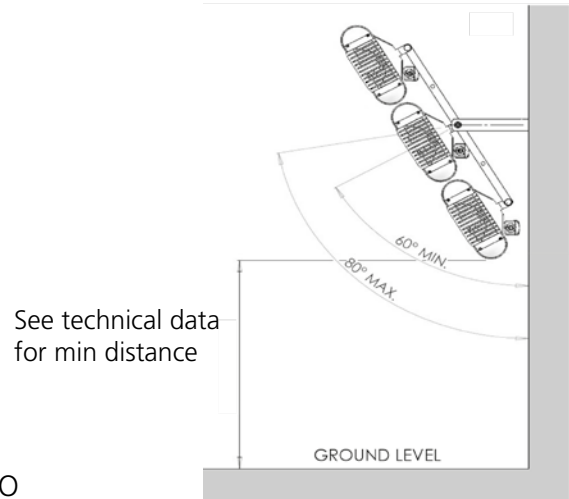 60° MIN.
80° MAX.
See technical data
for min distance
GROUND LEVEL
O